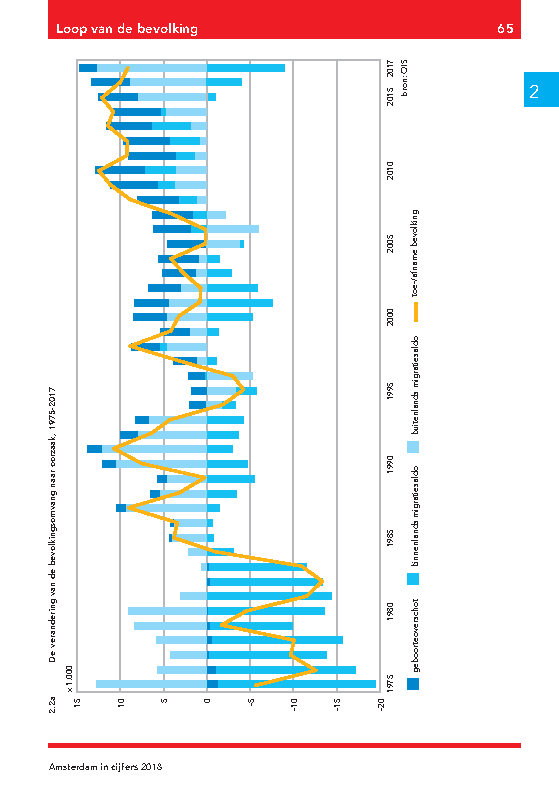 Loop van de bevolking 65
2
2.2a De verandering van de bevolkingsomvang naar oorzaak, 1975-2017
x 1.000
15
10
5
0
-5
-10
-15
-20
1975
1980
1985
1990
1995
2000
2005
2010
2015
2017
bron: OIS
geboorteoverschot
binnenlands migratiesaldo
buitenlands migratiesaldo
toe-/afname bevolking
Amsterdam in cijfers 2018